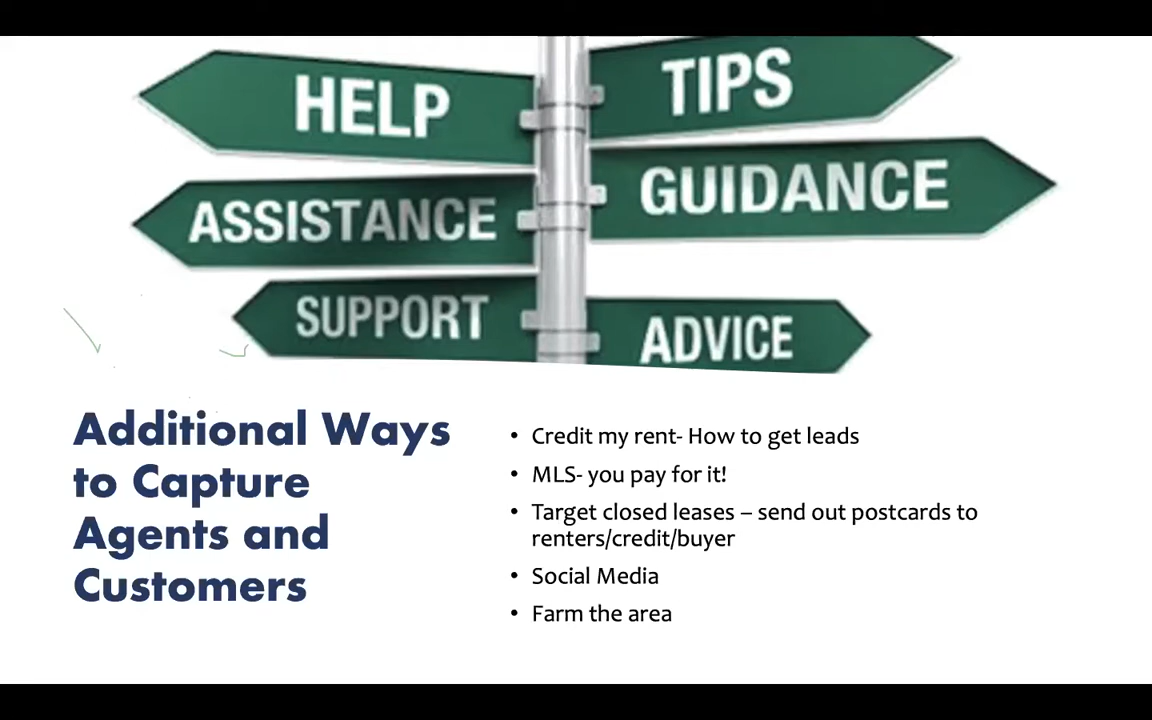 HELP
TIPS
ASSISTANCE
GUIDANCE
SUPPORT
ADVICE
Additional Ways
to Capture
Agents and
Customers
• Credit my rent- How to get leads
• MLS- you pay for it!
• Target closed leases – send out postcards to
renters/credit/buyer
• Social Media
• Farm the area